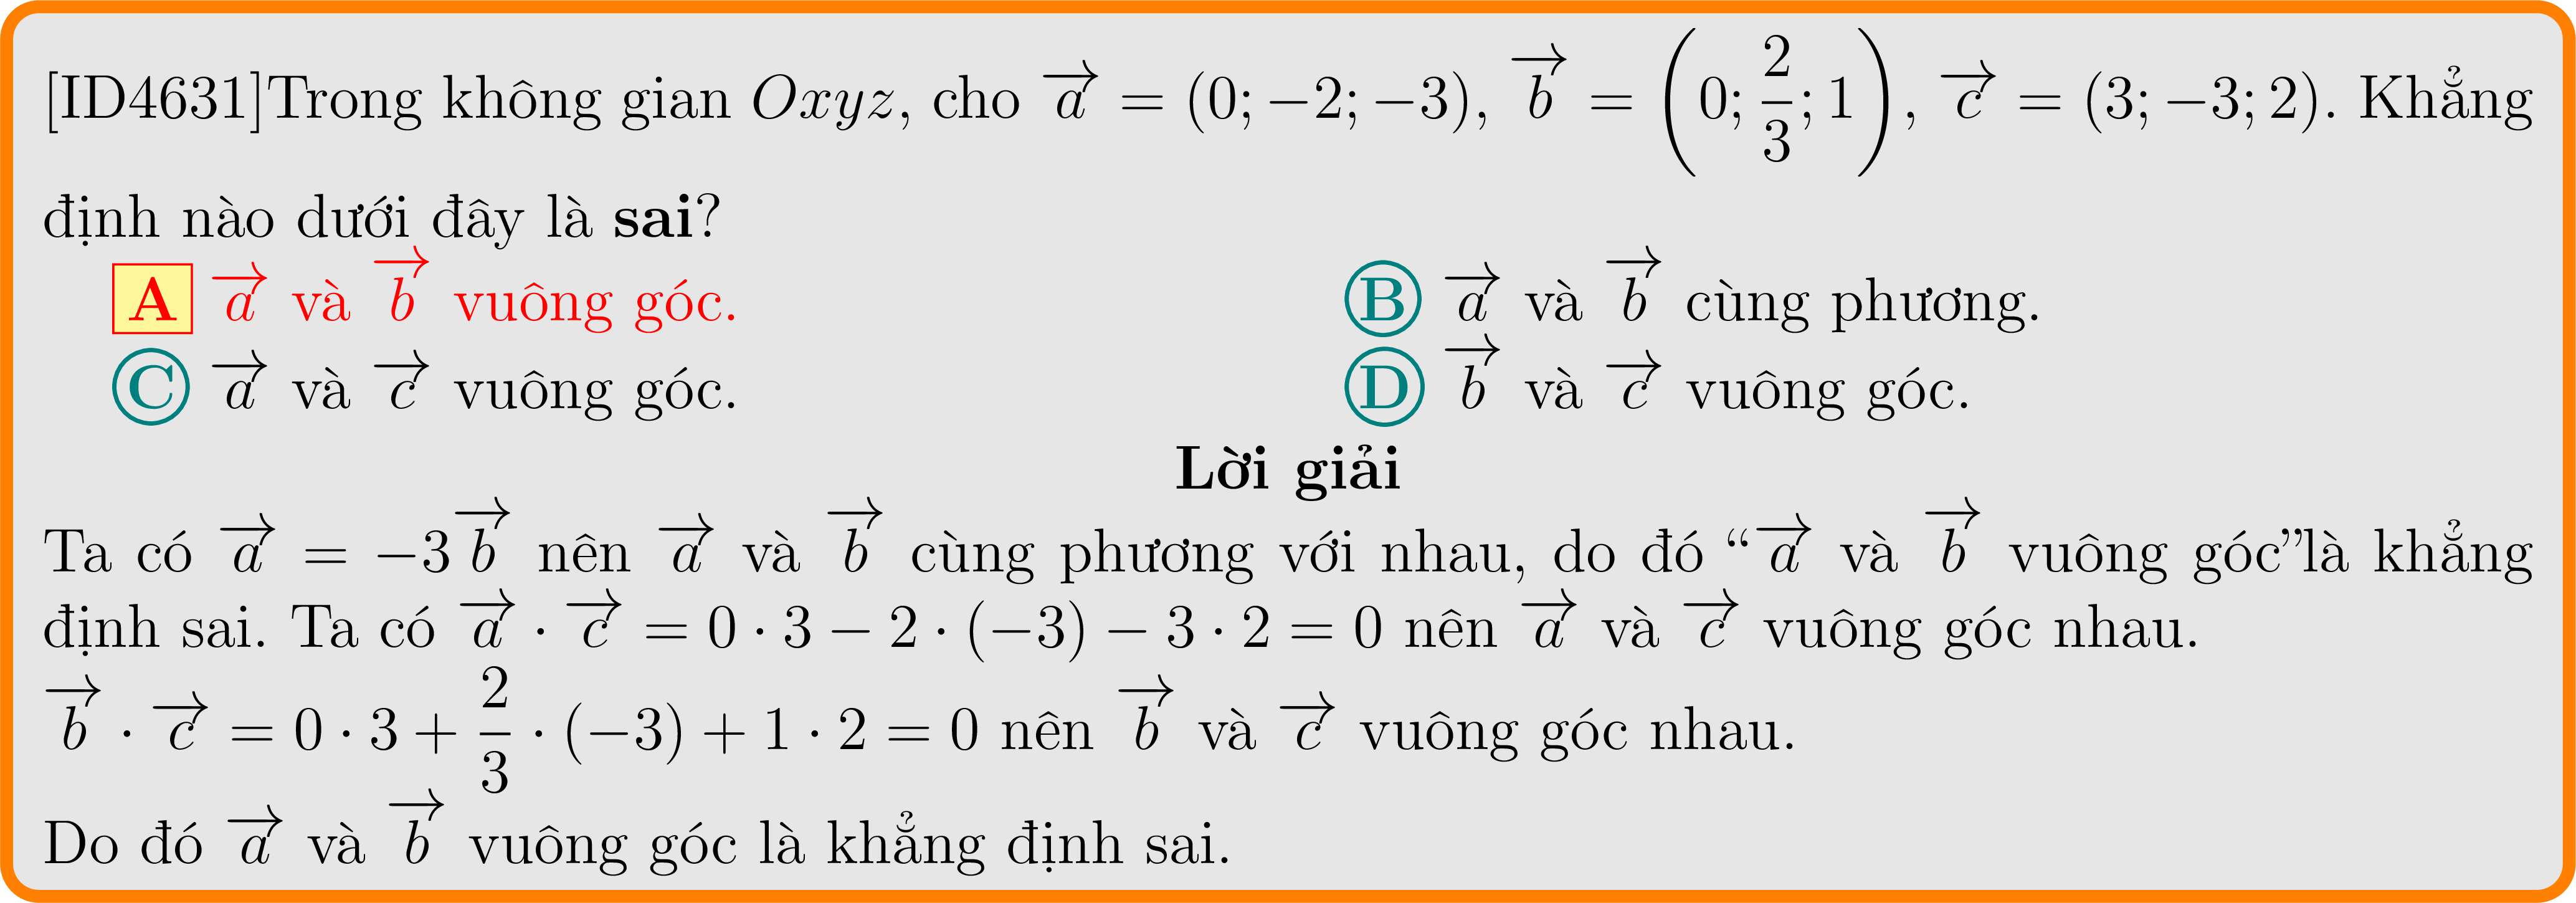 [ID4631]Trong không gian $Oxyz$, cho $\overrightarrow{a} = (0; -2; -3)$, $\overrightarrow{b} = \left(0; \dfrac{2}{3}; 1\right)$, $\overrightarrow{c} = (3; -3; 2)$. Khẳng
định nào dưới đây là sai?
A $\overrightarrow{a}$ và $\overrightarrow{b}$ vuông góc. B $\overrightarrow{a}$ và $\overrightarrow{b}$ cùng phương.
C $\overrightarrow{a}$ và $\overrightarrow{c}$ vuông góc. D $\overrightarrow{b}$ và $\overrightarrow{c}$ vuông góc.
Lời giải
Ta có $\overrightarrow{a} = -3\overrightarrow{b}$ nên $\overrightarrow{a}$ và $\overrightarrow{b}$ cùng phương với nhau, do đó “$\overrightarrow{a}$ và $\overrightarrow{b}$ vuông góc”là khẳng
định sai. Ta có $\overrightarrow{a} \cdot \overrightarrow{c} = 0 \cdot 3 - 2 \cdot (-3) - 3 \cdot 2 = 0$ nên $\overrightarrow{a}$ và $\overrightarrow{c}$ vuông góc nhau.
$\overrightarrow{b} \cdot \overrightarrow{c} = 0 \cdot 3 + \dfrac{2}{3} \cdot (-3) + 1 \cdot 2 = 0$ nên $\overrightarrow{b}$ và $\overrightarrow{c}$ vuông góc nhau.
Do đó $\overrightarrow{a}$ và $\overrightarrow{b}$ vuông góc là khẳng định sai.